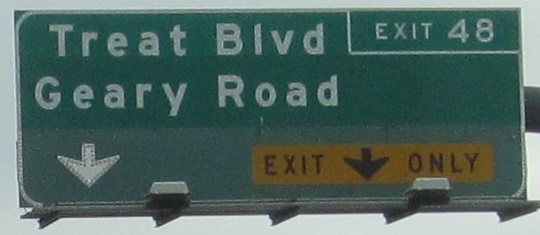 Treat Blvd
EXIT 48
Geary Road
EXIT ONLY